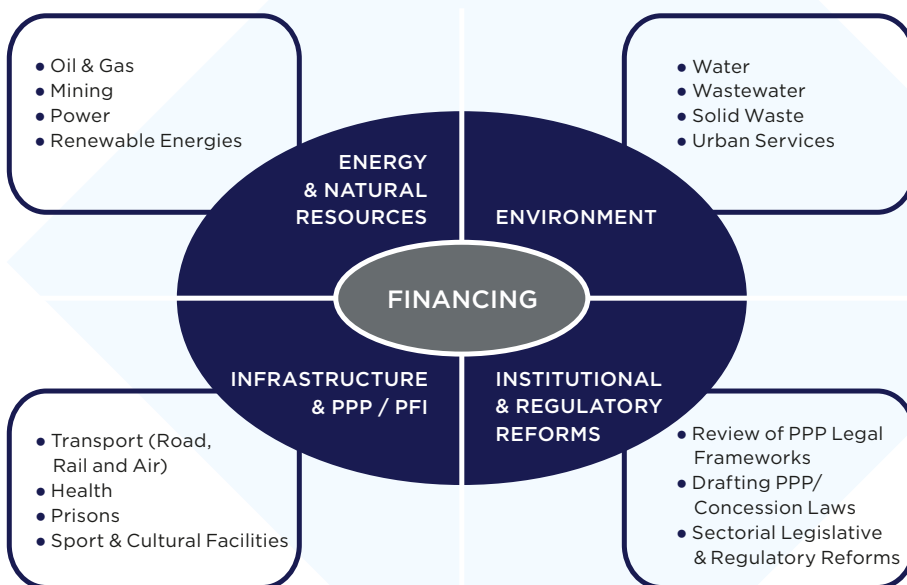 • Oil & Gas
• Mining
• Power
• Renewable Energies
• Water
• Wastewater
• Solid Waste
• Urban Services
ENERGY
& NATURAL
RESOURCES
ENVIRONMENT
FINANCING
INFRASTRUCTURE
& PPP / PFI
INSTITUTIONAL
& REGULATORY
REFORMS
• Transport (Road,
Rail and Air)
• Health
• Prisons
• Sport & Cultural Facilities
• Review of PPP Legal
Frameworks
• Drafting PPP/
Concession Laws
• Sectorial Legislative
& Regulatory Reforms